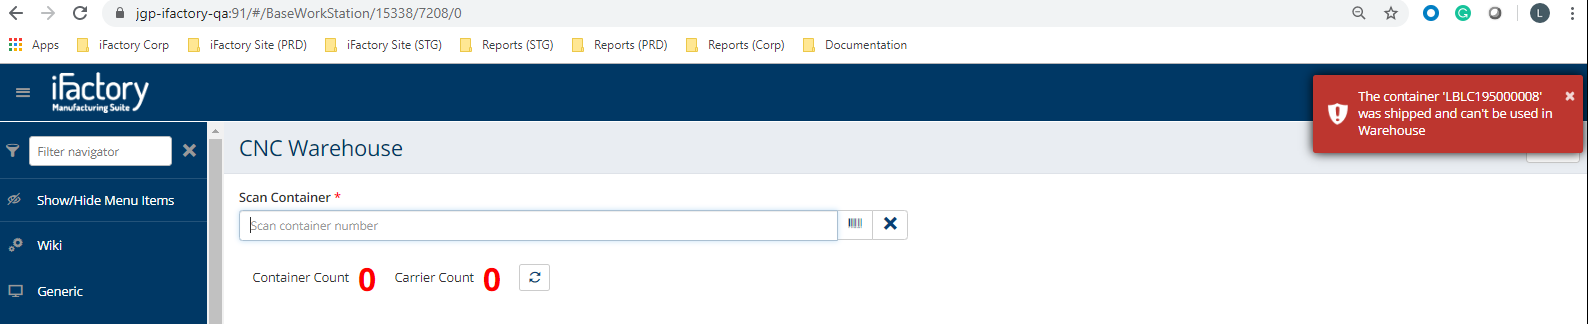 jgp-ifactory-qa:91/#/BaseWorkStation/15338/7208/0
L
Apps iFactory Corp iFactory Site (PRD) iFactory Site (STG) Reports (STG) Reports (PRD) Reports (Corp) Documentation
iFactory
Manufacturing Suite
The container 'LBLC195000008'
was shipped and can't be used in
Warehouse
Filter navigator
CNC Warehouse
Show/Hide Menu Items
Scan Container *
Scan container number
Wiki
Container Count 0 Carrier Count 0
Generic